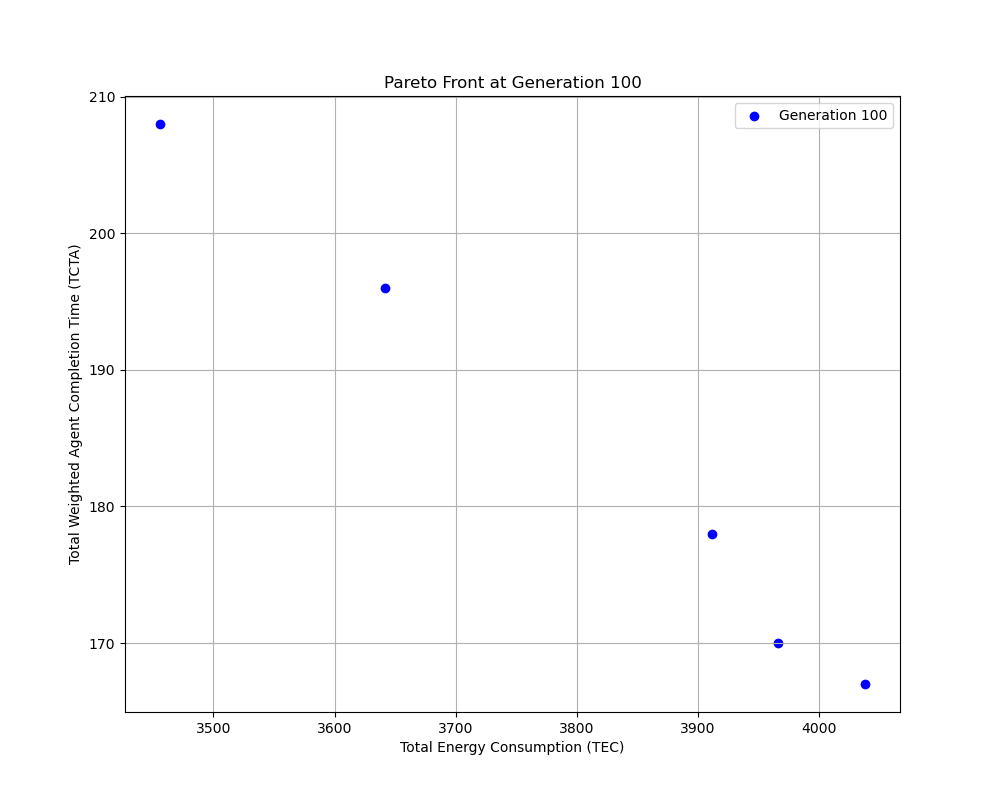 Pareto Front at Generation 100
Generation 100
Total Weighted Agent Completion Time (TCTA)
210
200
190
180
170
3500 3600 3700 3800 3900 4000
Total Energy Consumption (TEC)